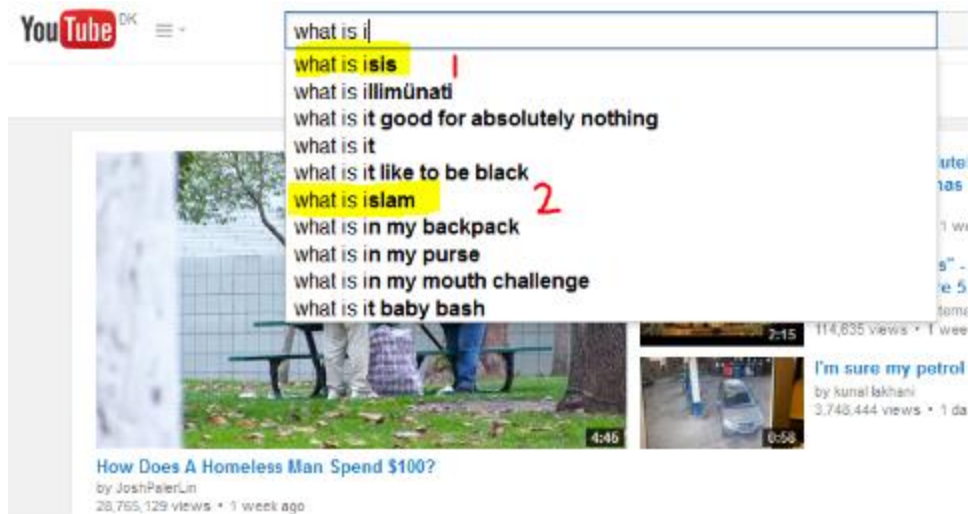 YouTube DK
what is i
what is isis 1
what is illimünati
what is it good for absolutely nothing
what is it
what is it like to be black
what is islam 2
what is in my backpack
what is in my purse
what is in my mouth challenge
what is it baby bash
4:46
How Does A Homeless Man Spend $100?
by JoshPalerLin
28,765,129 views • 1 week ago
2:15
114,635 views • 1 wee
0:58
I'm sure my petrol
by kunal lakhani
3,748,444 views • 1 da